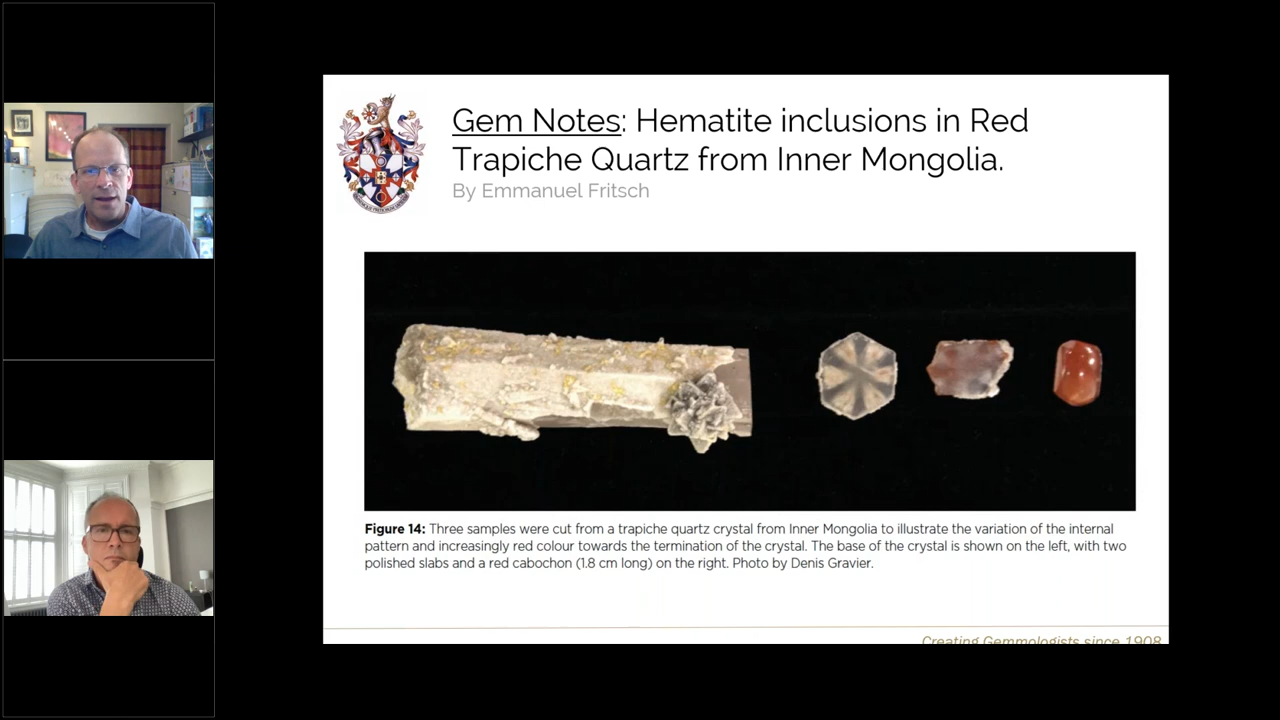 Gem Notes: Hematite inclusions in Red
Trapiche Quartz from Inner Mongolia.
By Emmanuel Fritsch
Figure 14: Three samples were cut from a trapiche quartz crystal from Inner Mongolia to illustrate the variation of the internal
pattern and increasingly red colour towards the termination of the crystal. The base of the crystal is shown on the left, with two
polished slabs and a red cabochon (1.8 cm long) on the right. Photo by Denis Gravier.
Creating Gemmologists since 1908